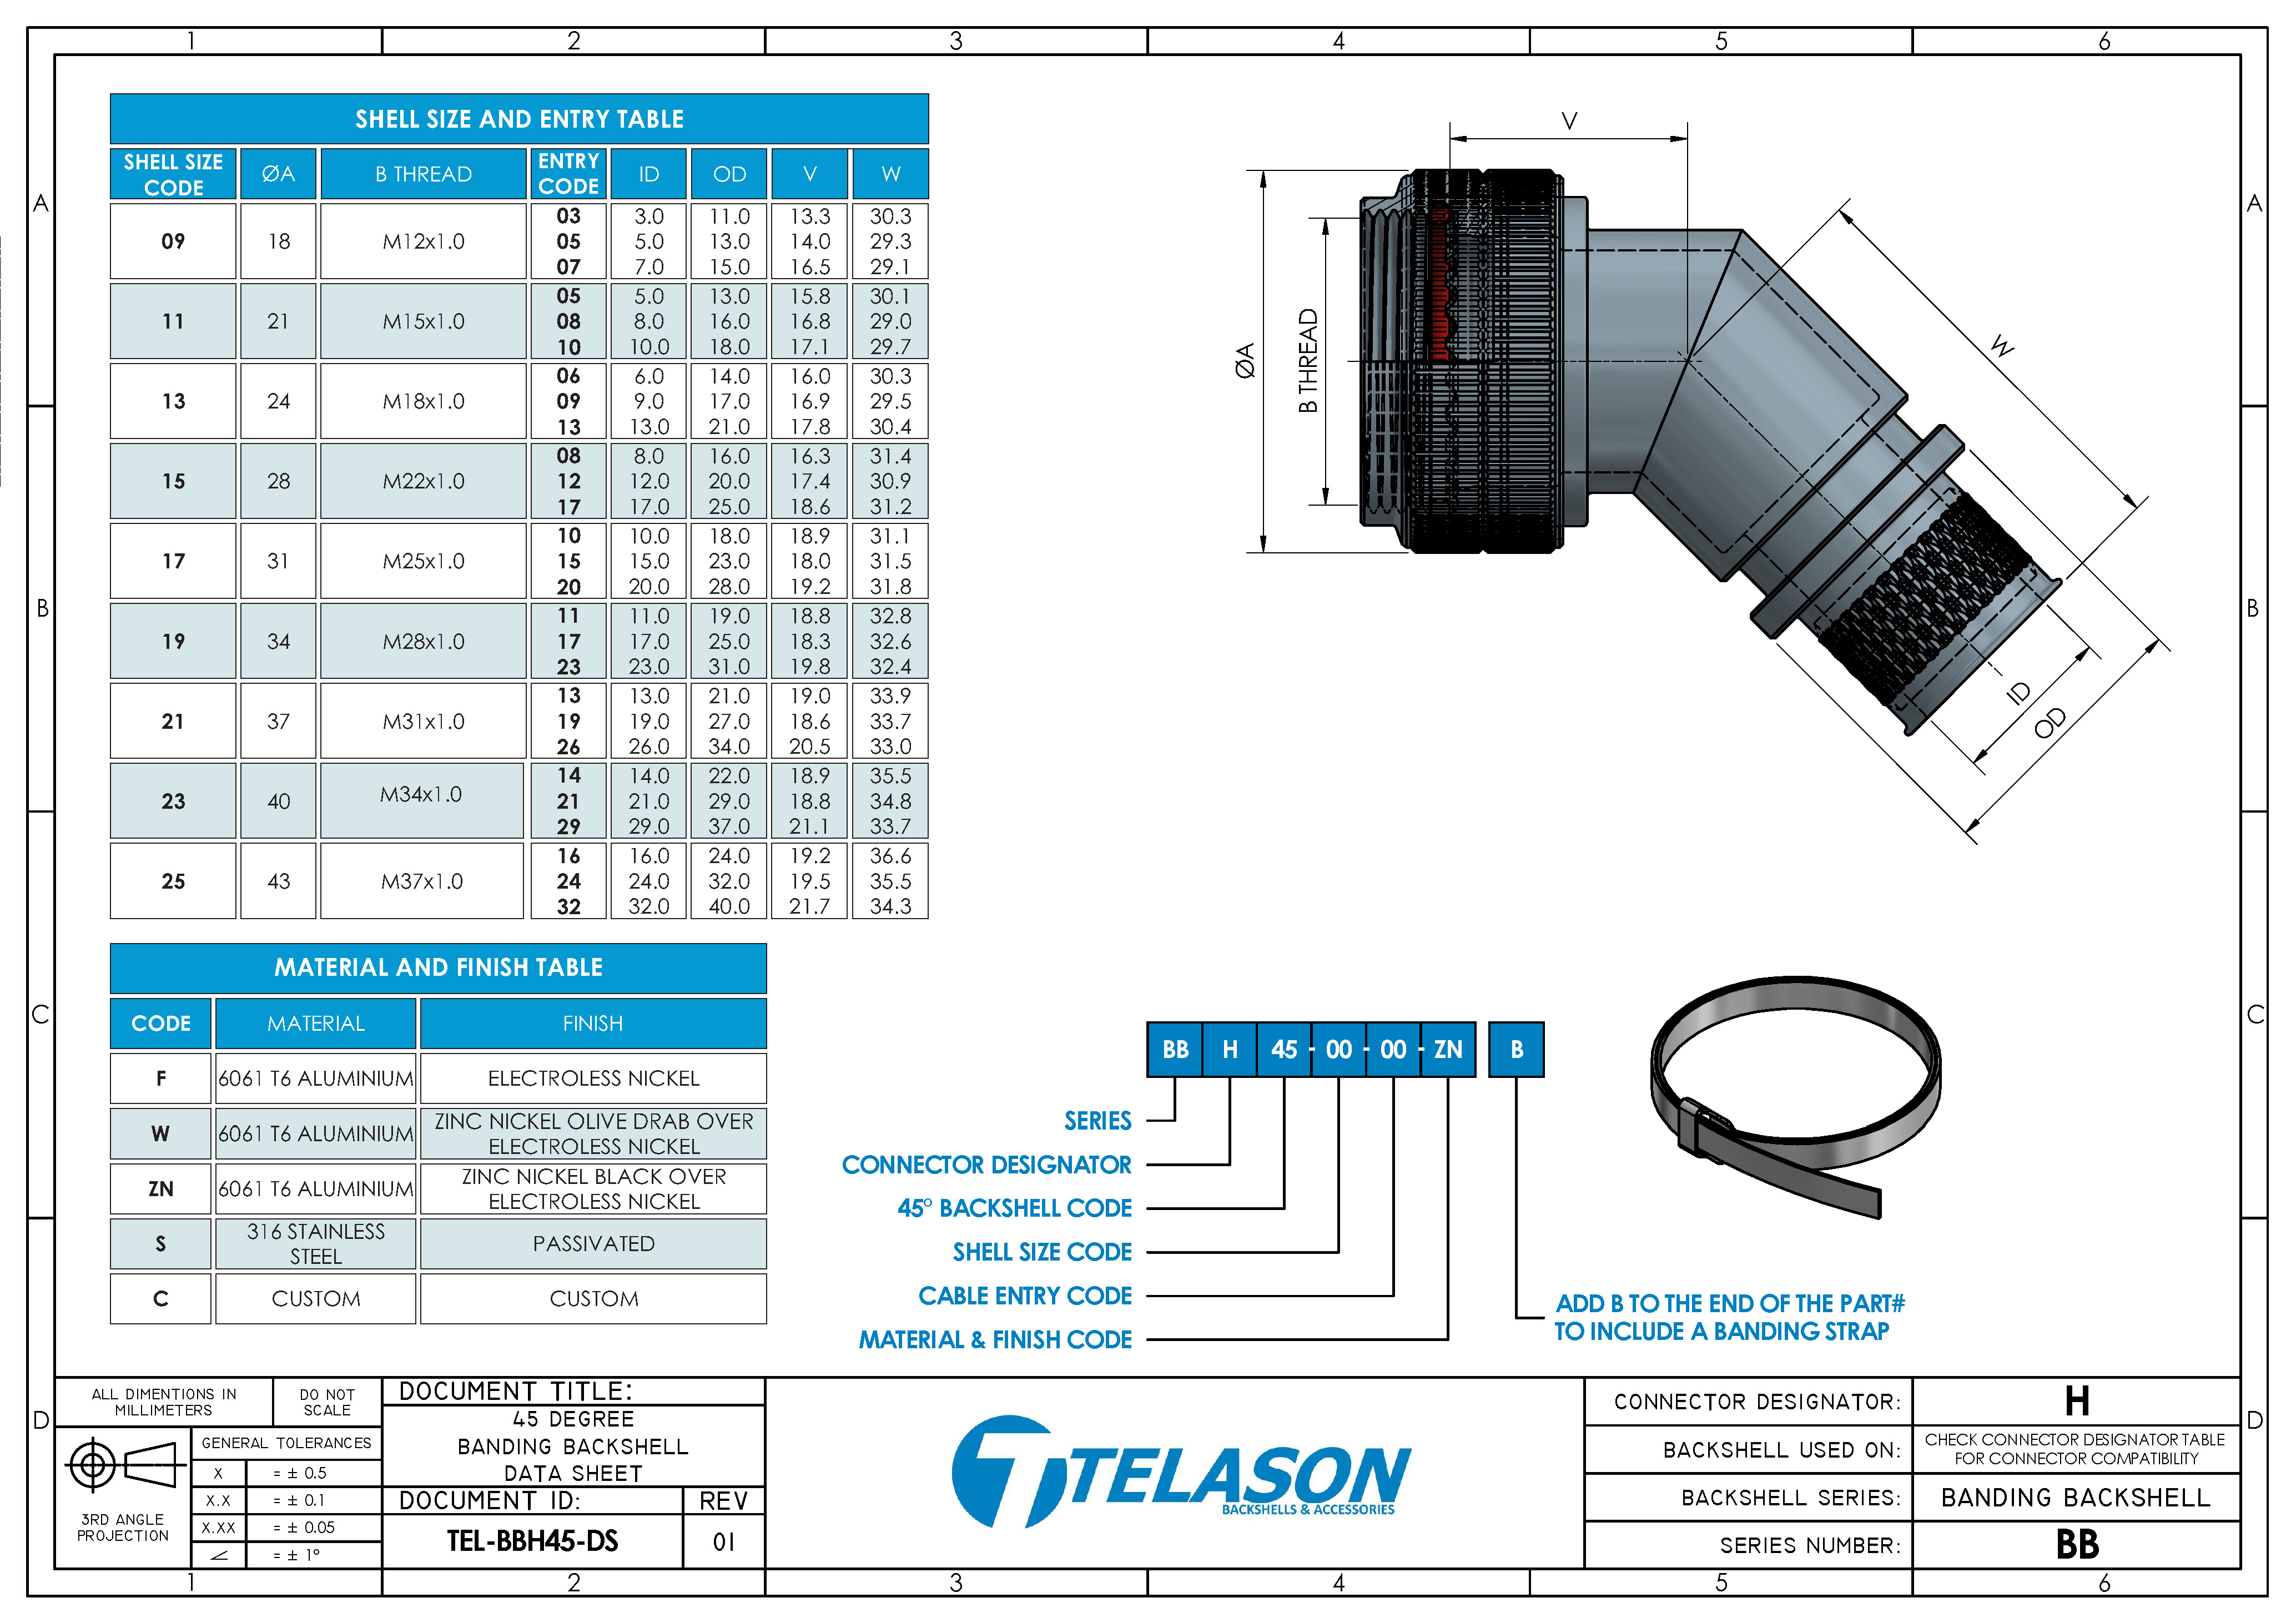 1 2 3 4 5 6
A A
B B
C C
D D
SHELL SIZE AND ENTRY TABLE
SHELL SIZE CODE ØA B THREAD ENTRY CODE ID OD V W
09 18 M12x1.0
03 3.0 11.0 13.3 30.3
05 5.0 13.0 14.0 29.3
07 7.0 15.0 16.5 29.1
11 21 M15x1.0
05 5.0 13.0 15.8 30.1
08 8.0 16.0 16.8 29.0
10 10.0 18.0 17.1 29.7
13 24 M18x1.0
06 6.0 14.0 16.0 30.3
09 9.0 17.0 16.9 29.5
13 13.0 21.0 17.8 30.4
15 28 M22x1.0
08 8.0 16.0 16.3 31.4
12 12.0 20.0 17.4 30.9
17 17.0 25.0 18.6 31.2
17 31 M25x1.0
10 10.0 18.0 18.9 31.1
15 15.0 23.0 18.0 31.5
20 20.0 28.0 19.2 31.8
19 34 M28x1.0
11 11.0 19.0 18.8 32.8
17 17.0 25.0 18.3 32.6
23 23.0 31.0 19.8 32.4
21 37 M31x1.0
13 13.0 21.0 19.0 33.9
19 19.0 27.0 18.6 33.7
26 26.0 34.0 20.5 33.0
23 40 M34x1.0
14 14.0 22.0 18.9 35.5
21 21.0 29.0 18.8 34.8
29 29.0 37.0 21.1 33.7
25 43 M37x1.0
16 16.0 24.0 19.2 36.6
24 24.0 32.0 19.5 35.5
32 32.0 40.0 21.7 34.3
V
W
ØA
B THREAD
ID
OD
MATERIAL AND FINISH TABLE
CODE MATERIAL FINISH
F 6061 T6 ALUMINIUM ELECTROLESS NICKEL
W 6061 T6 ALUMINIUM ZINC NICKEL OLIVE DRAB OVER
ELECTROLESS NICKEL
ZN 6061 T6 ALUMINIUM ZINC NICKEL BLACK OVER
ELECTROLESS NICKEL
S 316 STAINLESS
STEEL PASSIVATED
C CUSTOM CUSTOM
BB H 45 - 00 - 00 - ZN B
SERIES
CONNECTOR DESIGNATOR
45° BACKSHELL CODE
SHELL SIZE CODE
CABLE ENTRY CODE
MATERIAL & FINISH CODE
ADD B TO THE END OF THE PART#
TO INCLUDE A BANDING STRAP
ALL DIMENTIONS IN
MILLIMETERS
DO NOT
SCALE
3RD ANGLE
PROJECTION
GENERAL TOLERANCES
X = ± 0.5
X.X = ± 0.1
X.XX = ± 0.05
∠ = ± 1°
DOCUMENT TITLE:
45 DEGREE
BANDING BACKSHELL
DATA SHEET
DOCUMENT ID: REV
TEL-BBH45-DS 01
TELASON
BACKSHELLS & ACCESSORIES
CONNECTOR DESIGNATOR: H
BACKSHELL USED ON: CHECK CONNECTOR DESIGNATOR TABLE
FOR CONNECTOR COMPATIBILITY
BACKSHELL SERIES: BANDING BACKSHELL
SERIES NUMBER: BB
1 2 3 4 5 6